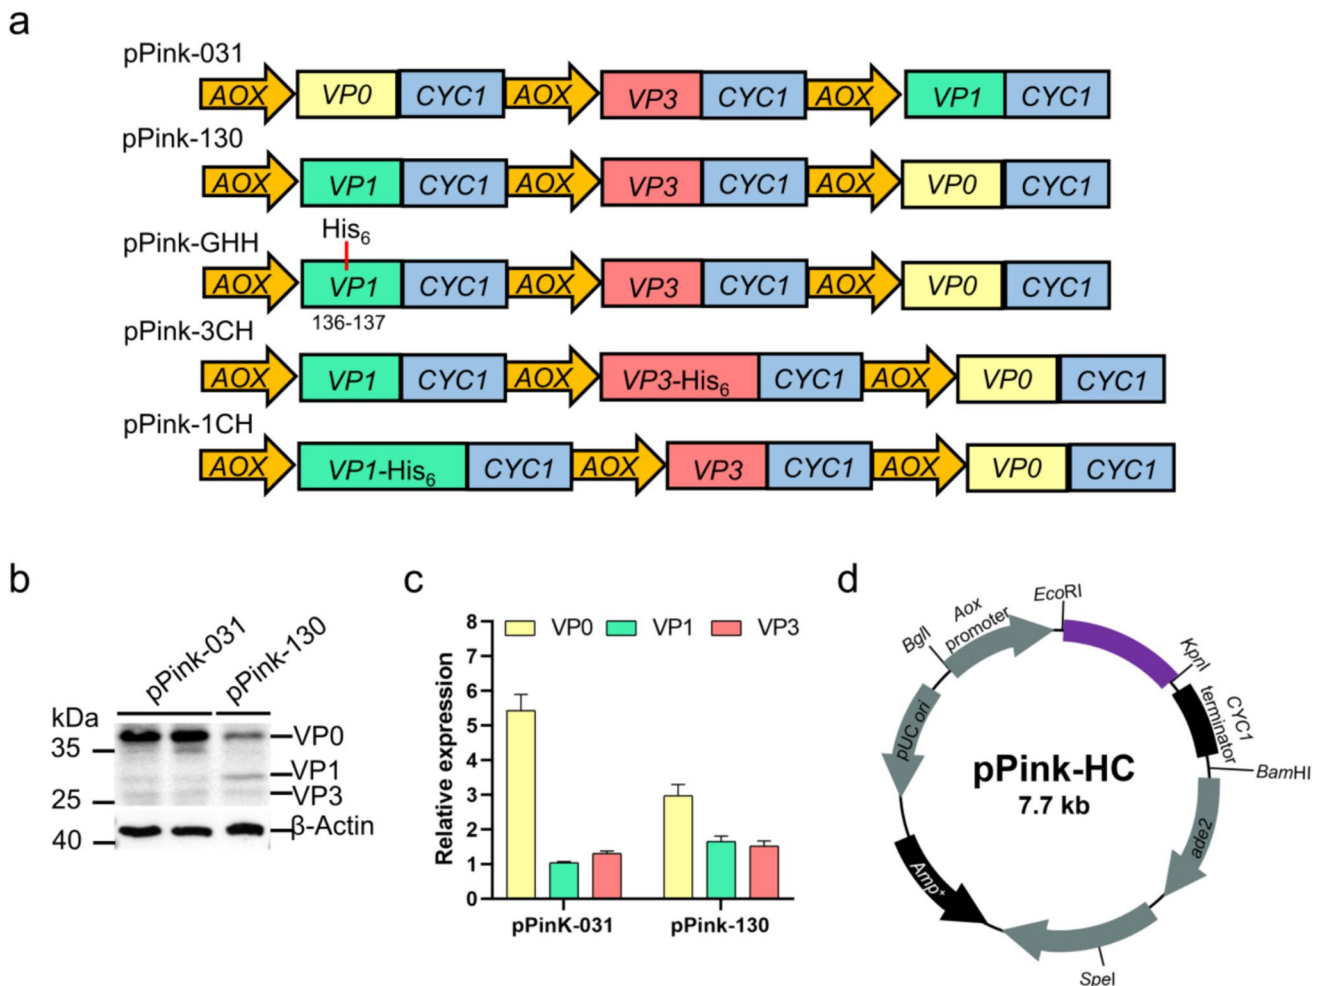 a
pPink-031
AOX VP0 CYC1 AOX VP3 CYC1 AOX VP1 CYC1
pPink-130
AOX VP1 CYC1 AOX VP3 CYC1 AOX VP0 CYC1
pPink-GHH
His6
AOX VP1 CYC1 AOX VP3 CYC1 AOX VP0 CYC1
136-137
pPink-3CH
AOX VP1 CYC1 AOX VP3-His6 CYC1 AOX VP0 CYC1
pPink-1CH
AOX VP1-His6 CYC1 AOX VP3 CYC1 AOX VP0 CYC1
b
pPink-031
pPink-130
kDa
35
25
40
VP0
VP1
VP3
β-Actin
c
VP0 VP1 VP3
Relative expression
8
7
6
5
4
3
2
1
0
pPinK-031 pPink-130
d
EcoRI
Aox
promoter
BglI
KpnI
CYC1
terminator
BamHI
pUC ori
pPink-HC
7.7 kb
ade2
Amp+
SpeI